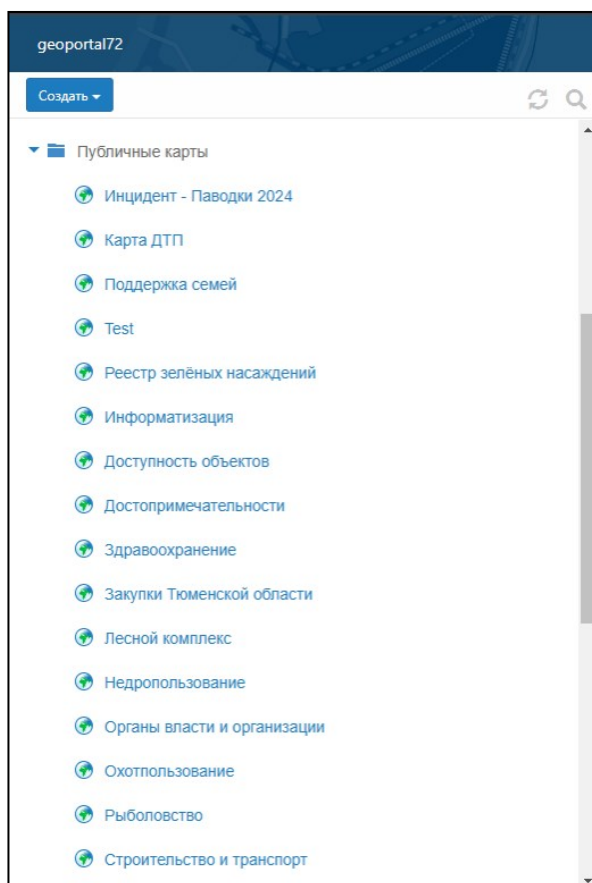 geoportal72
Создать
Публичные карты
Инцидент - Паводки 2024
Карта ДТП
Поддержка семей
Test
Реестр зелёных насаждений
Информатизация
Доступность объектов
Достопримечательности
Здравоохранение
Закупки Тюменской области
Лесной комплекс
Недропользование
Органы власти и организации
Охотпользование
Рыболовство
Строительство и транспорт